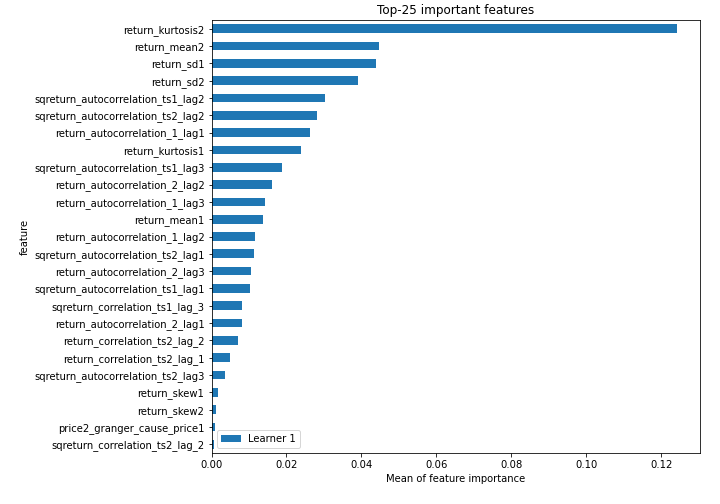 Top-25 important features
return_kurtosis2
return_mean2
return_sd1
return_sd2
sqreturn_autocorrelation_ts1_lag2
sqreturn_autocorrelation_ts2_lag2
return_autocorrelation_1_lag1
return_kurtosis1
sqreturn_autocorrelation_ts1_lag3
return_autocorrelation_2_lag2
return_autocorrelation_1_lag3
return_mean1
return_autocorrelation_1_lag2
sqreturn_autocorrelation_ts2_lag1
return_autocorrelation_2_lag3
sqreturn_autocorrelation_ts1_lag1
sqreturn_correlation_ts1_lag_3
return_autocorrelation_2_lag1
return_correlation_ts2_lag_2
return_correlation_ts2_lag_1
sqreturn_autocorrelation_ts2_lag3
return_skew1
return_skew2
price2_granger_cause_price1
sqreturn_correlation_ts2_lag_2
feature
Learner 1
0.00 0.02 0.04 0.06 0.08 0.10 0.12
Mean of feature importance